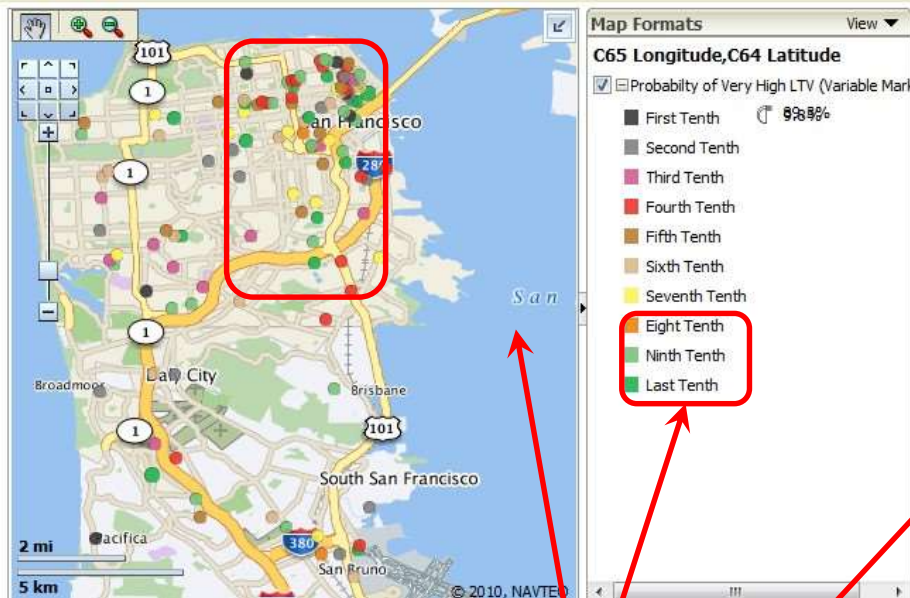 Map Formats
View
C65 Longitude,C64 Latitude
Probabilty of Very High LTV (Variable Mark
First Tenth
Second Tenth
Third Tenth
Fourth Tenth
Fifth Tenth
Sixth Tenth
Seventh Tenth
Eight Tenth
Ninth Tenth
Last Tenth
101
1
San Francisco
280
1
San
1
Daly City
Broadmoor
Brisbane
1
101
South San Francisco
Pacifica
380
2 mi
San Bruno
5 km
© 2010, NAVTEQ